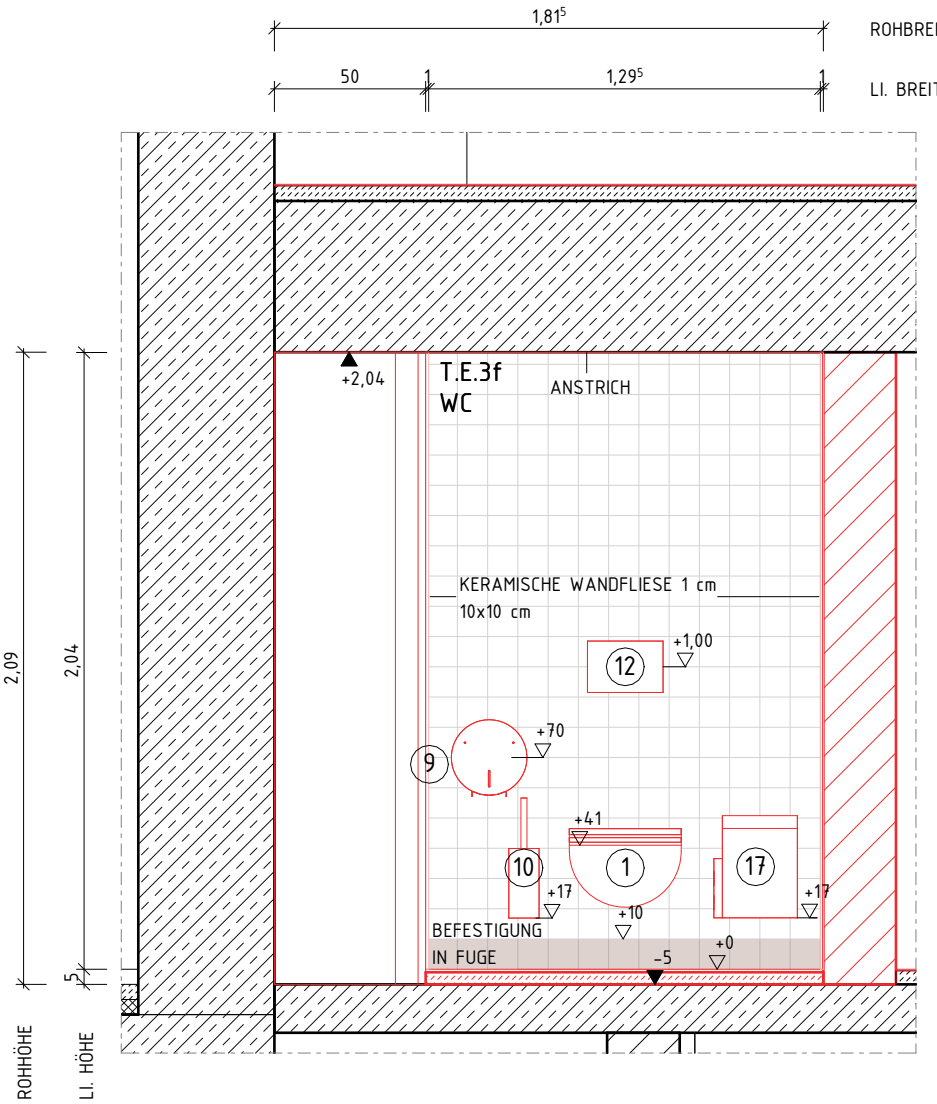 1,81⁵
ROHBREI
50
1
1,29⁵
1
LI. BREIT
+2,04
T.E.3f
WC
ANSTRICH
KERAMISCHE WANDFLIESE 1 cm
10x10 cm
2,09
2,04
+1,00
12
+70
9
+41
10
1
17
+17
+17
+10
BEFESTIGUNG
IN FUGE
-5
+0
5
ROHHÖHE
LI. HÖHE